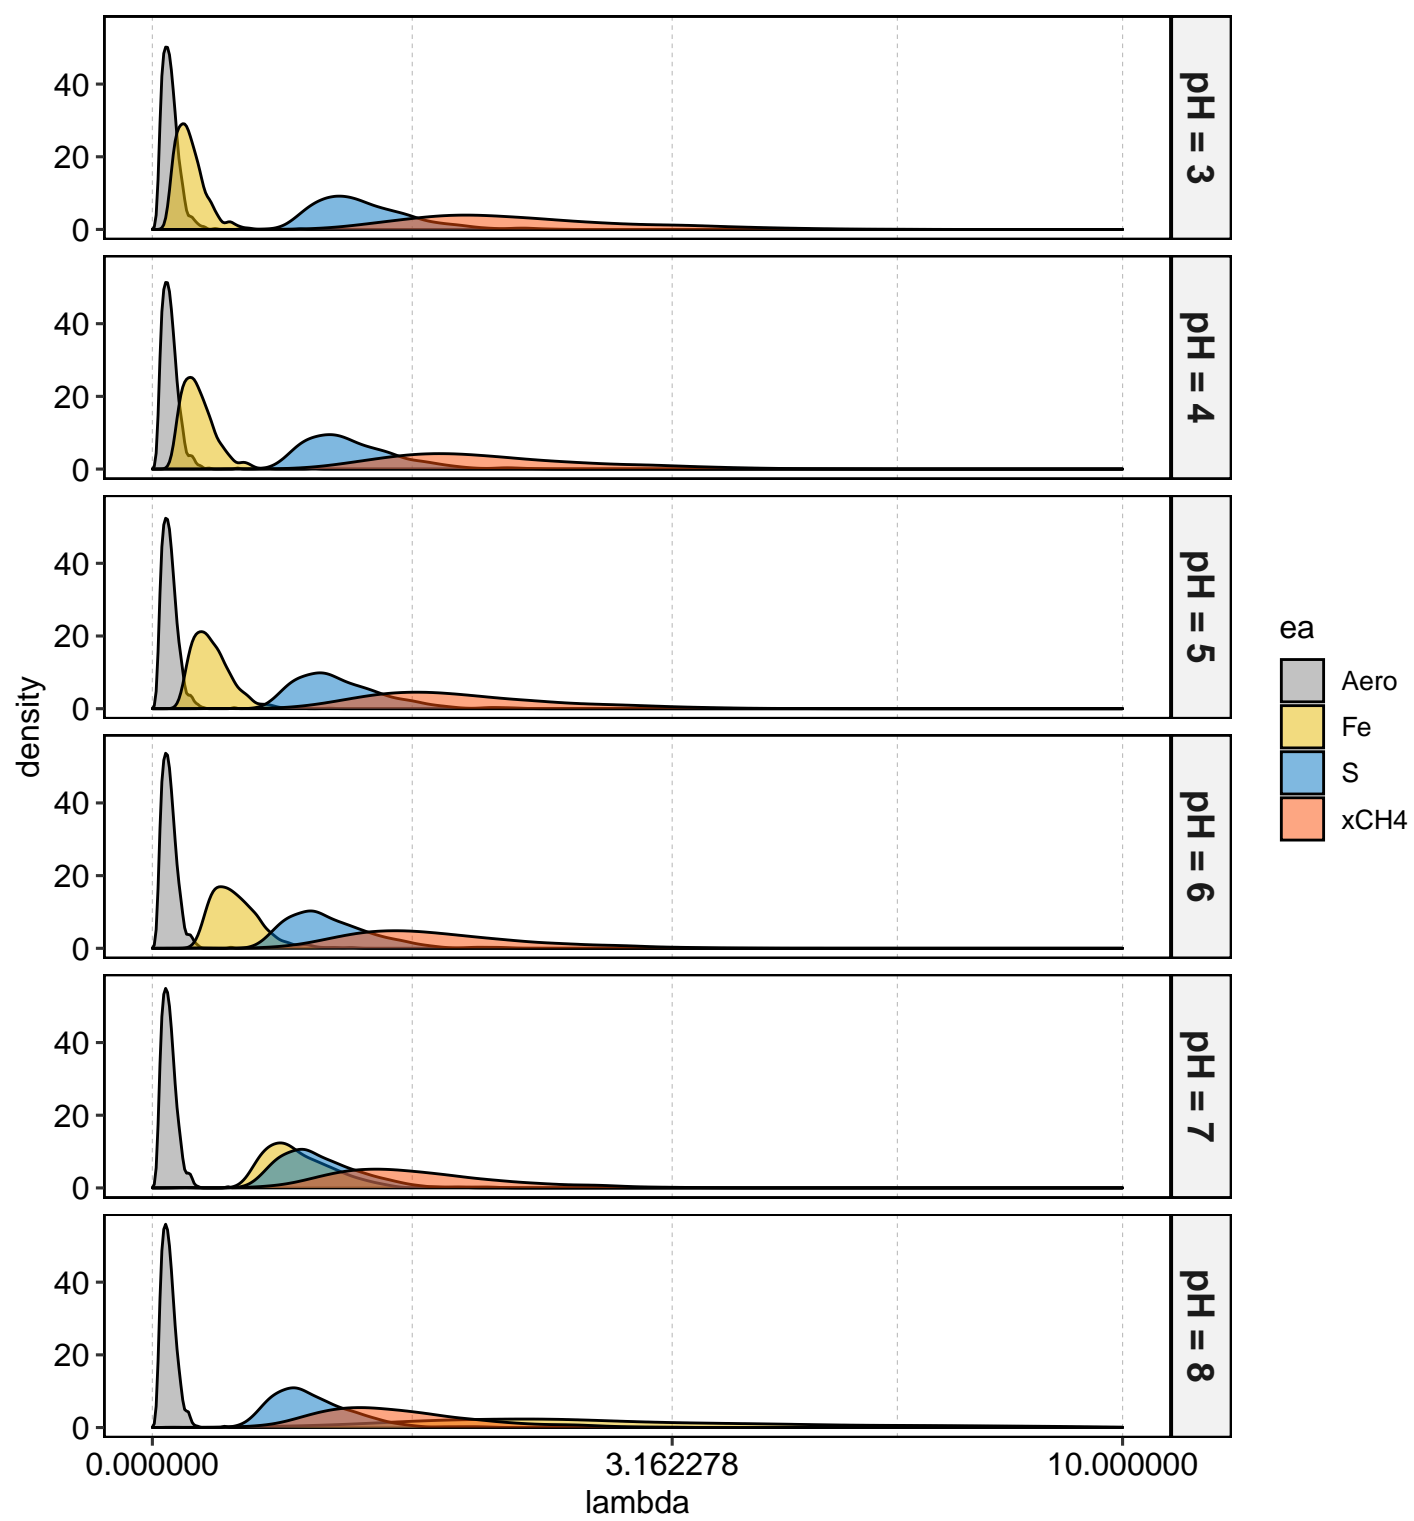 40
20
0
pH = 3
40
20
0
pH = 4
40
20
0
pH = 5
40
20
0
pH = 6
40
20
0
pH = 7
40
20
0
pH = 8
density
0.000000
3.162278
10.000000
lambda
ea
Aero
Fe
S
xCH4